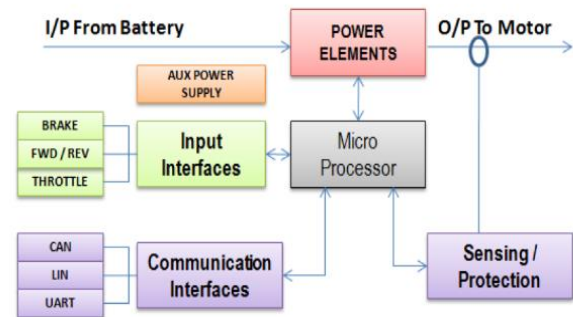 I/P From Battery
POWER
ELEMENTS
O/P To Motor
AUX POWER
SUPPLY
BRAKE
FWD / REV
THROTTLE
Input
Interfaces
Micro
Processor
CAN
LIN
UART
Communication
Interfaces
Sensing /
Protection